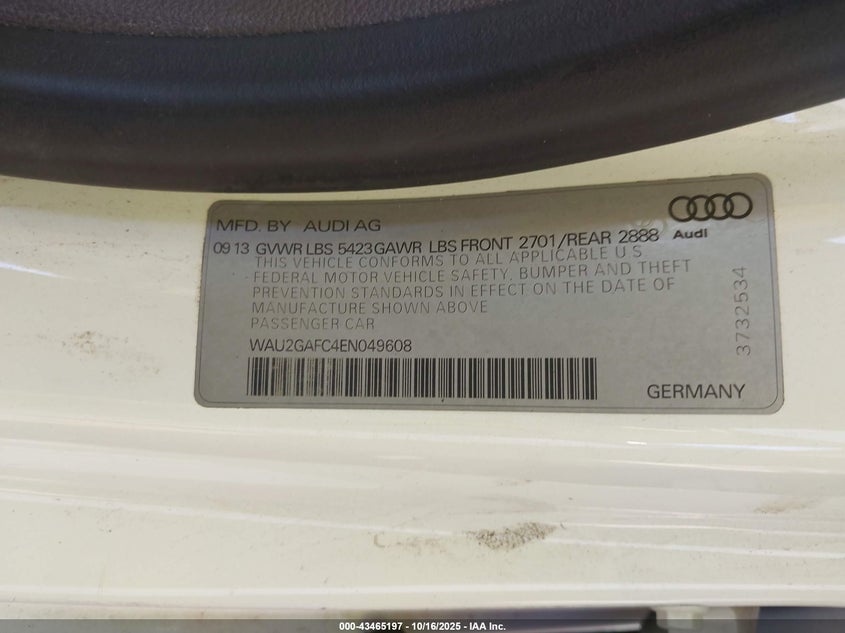 MFD. BY AUDI AG
09 13 GVWR LBS 5423GAWR LBS FRONT 2701/REAR 2888
Audi
THIS VEHICLE CONFORMS TO ALL APPLICABLE U S
FEDERAL MOTOR VEHICLE SAFETY, BUMPER AND THEFT
PREVENTION STANDARDS IN EFFECT ON THE DATE OF
MANUFACTURE SHOWN ABOVE
PASSENGER CAR
3732534
WAU2GAFC4EN049608
GERMANY
000-43465197 - 10/16/2025 - IAA Inc.